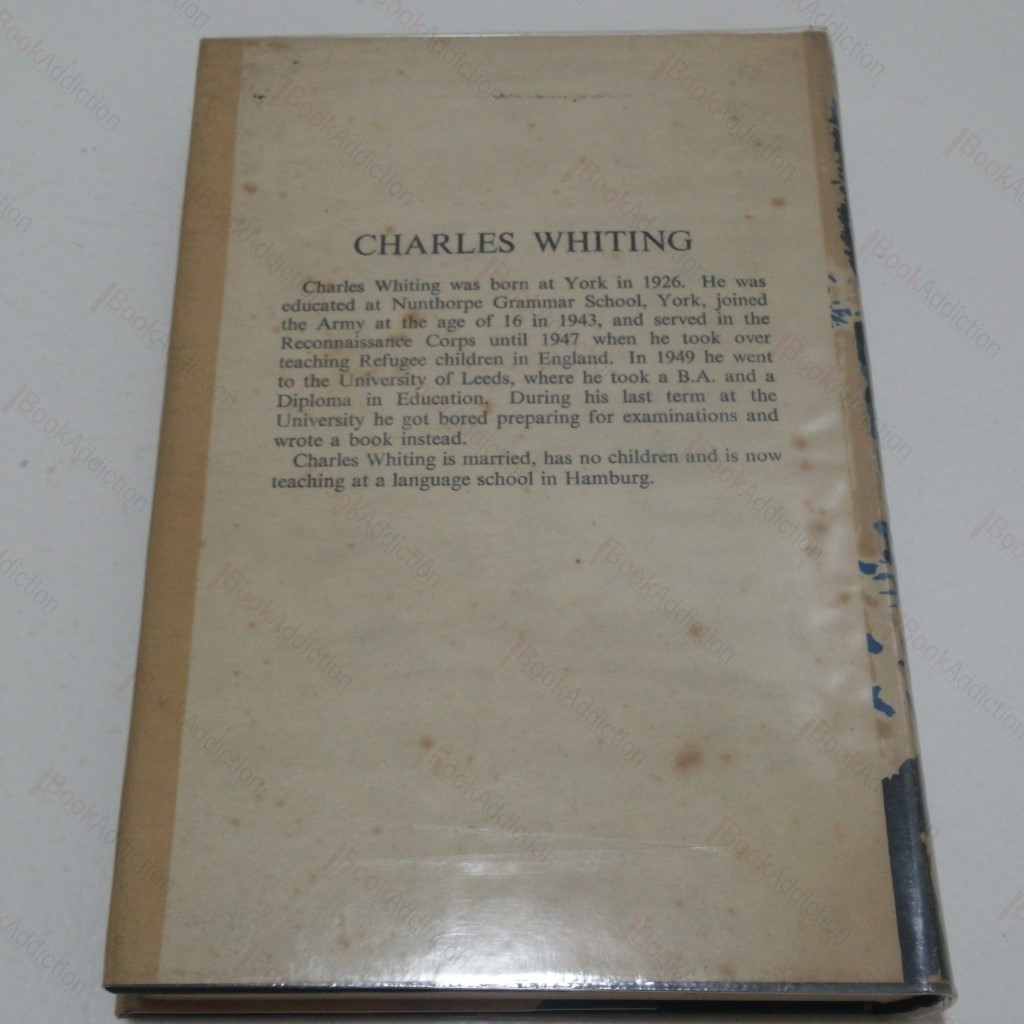 CHARLES WHITING
Charles Whiting was born at York in 1926. He was
educated at Nunthorpe Grammar School, York, joined
the Army at the age of 16 in 1943, and served in the
Reconnaissance Corps until 1947 when he took over
teaching Refugee children in England. In 1949 he went
to the University of Leeds, where he took a B.A. and a
Diploma in Education. During his last term at the
University he got bored preparing for examinations and
wrote a book instead.
Charles Whiting is married, has no children and is now
teaching at a language school in Hamburg.
BookAddiction